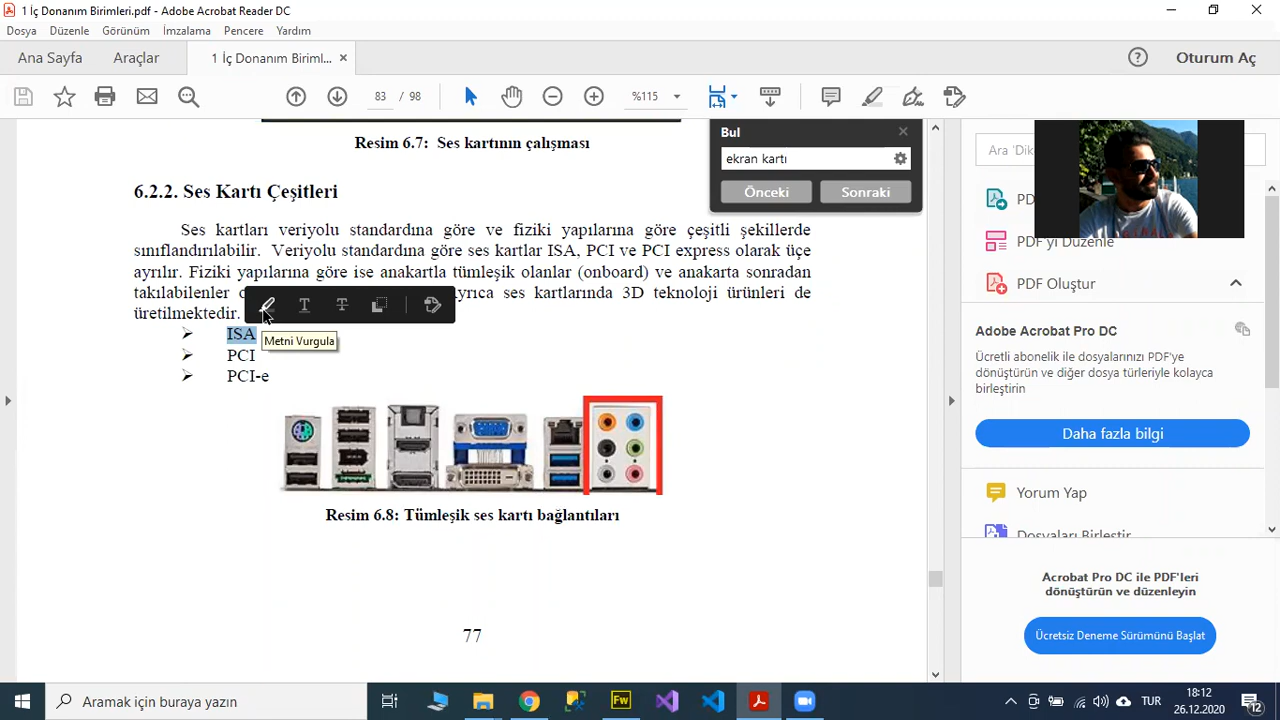 1 İç Donanım Birimleri.pdf - Adobe Acrobat Reader DC
Dosya Düzenle Görünüm İmzalama Pencere Yardım
Ana Sayfa Araçlar 1 İç Donanım Biriml...
Oturum Aç
83 / 98 %115
Resim 6.7: Ses kartının çalışması
Bul
ekran kartı
Önceki Sonraki
6.2.2. Ses Kartı Çeşitleri
Ses kartları veriyolu standardına göre ve fiziki yapılarına göre çeşitli şekillerde
sınıflandırılabilir. Veriyolu standardına göre ses kartlar ISA, PCI ve PCI express olarak üçe
ayrılır. Fiziki yapılarına göre ise anakartla tümleşik olanlar (onboard) ve anakarta sonradan
takılabilenler ayrıca ses kartlarında 3D teknoloji ürünleri de
üretilmektedir.
Metni Vurgula
ISA
PCI
PCI-e
Resim 6.8: Tümleşik ses kartı bağlantıları
77
Ara 'Dik
PD
PDF'yi Düzenle
PDF Oluştur
Adobe Acrobat Pro DC
Ücretli abonelik ile dosyalarınızı PDF'ye
dönüştürün ve diğer dosya türleriyle kolayca
birleştirin
Daha fazla bilgi
Yorum Yap
Dosyaları Birleştir
Acrobat Pro DC ile PDF'leri
dönüştürün ve düzenleyin
Ücretsiz Deneme Sürümünü Başlat
Aramak için buraya yazın
Fw
TUR
18:12
26.12.2020
12